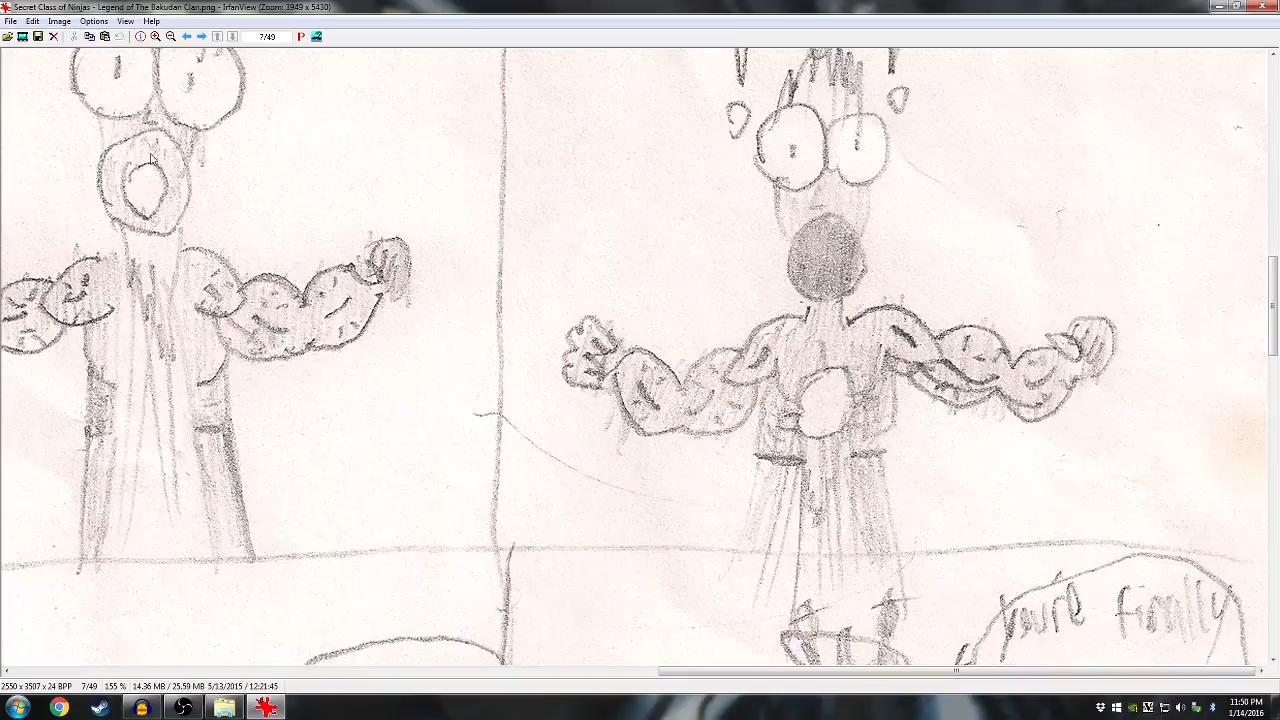 Secret Class of Ninjas - Legend of The Bakudan Clan.png - IrfanView (Zoom: 3949 x 5430)
File Edit Image Options View Help
7/49
You're finally
2550 x 3507 x 24 BPP 7/49 155 % 14.36 MB / 25.59 MB 5/13/2015 / 12:21:45
11:50 PM
1/14/2016